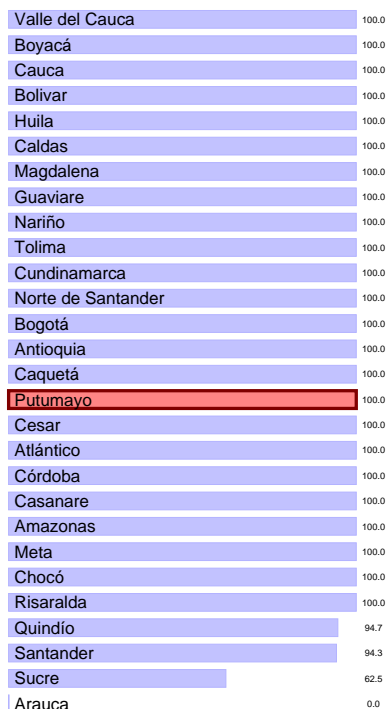 Valle del Cauca 100.0
Boyacá 100.0
Cauca 100.0
Bolivar 100.0
Huila 100.0
Caldas 100.0
Magdalena 100.0
Guaviare 100.0
Nariño 100.0
Tolima 100.0
Cundinamarca 100.0
Norte de Santander 100.0
Bogotá 100.0
Antioquia 100.0
Caquetá 100.0
Putumayo 100.0
Cesar 100.0
Atlántico 100.0
Córdoba 100.0
Casanare 100.0
Amazonas 100.0
Meta 100.0
Chocó 100.0
Risaralda 100.0
Quindío 94.7
Santander 94.3
Sucre 62.5
Arauca 0.0